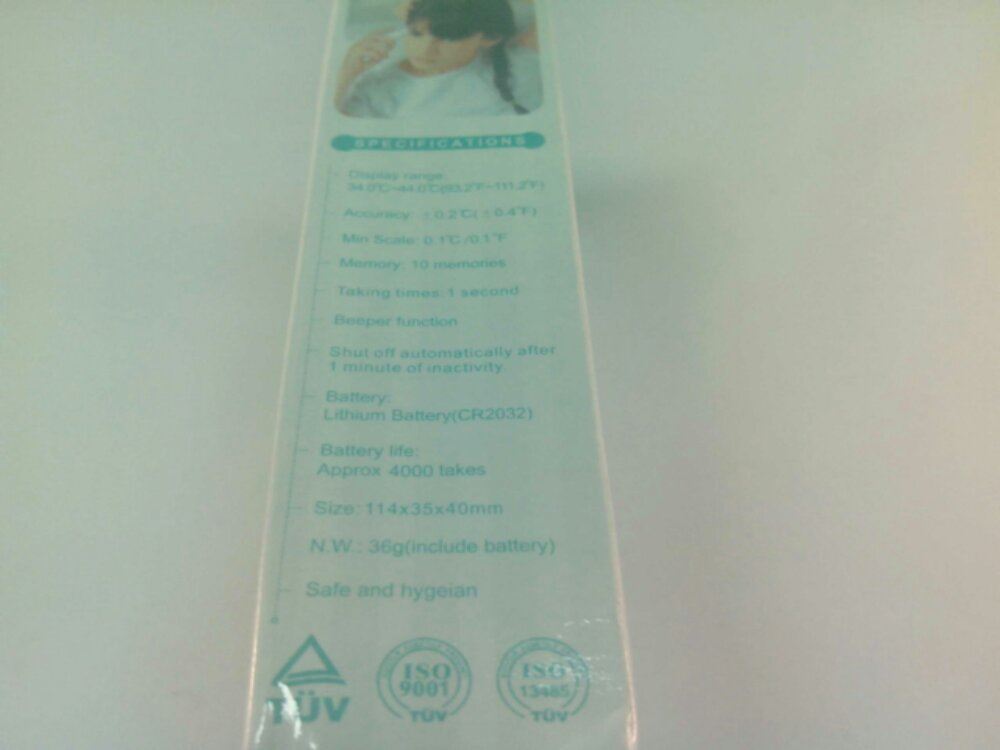 SPECIFICATIONS
Display range:
34.0℃~44.0℃(93.2℉~111.2℉)
Accuracy: ±0.2℃(±0.4℉)
Min Scale: 0.1℃/0.1℉
Memory: 10 memories
Taking times:1 second
Beeper function
Shut off automatically after
1 minute of inactivity.
Battery:
Lithium Battery(CR2032)
Battery life:
Approx 4000 takes
Size:114x35x40mm
N.W.: 36g(include battery)
Safe and hygeian
TÜV
ISO
9001
TÜV
ISO
13485
TÜV